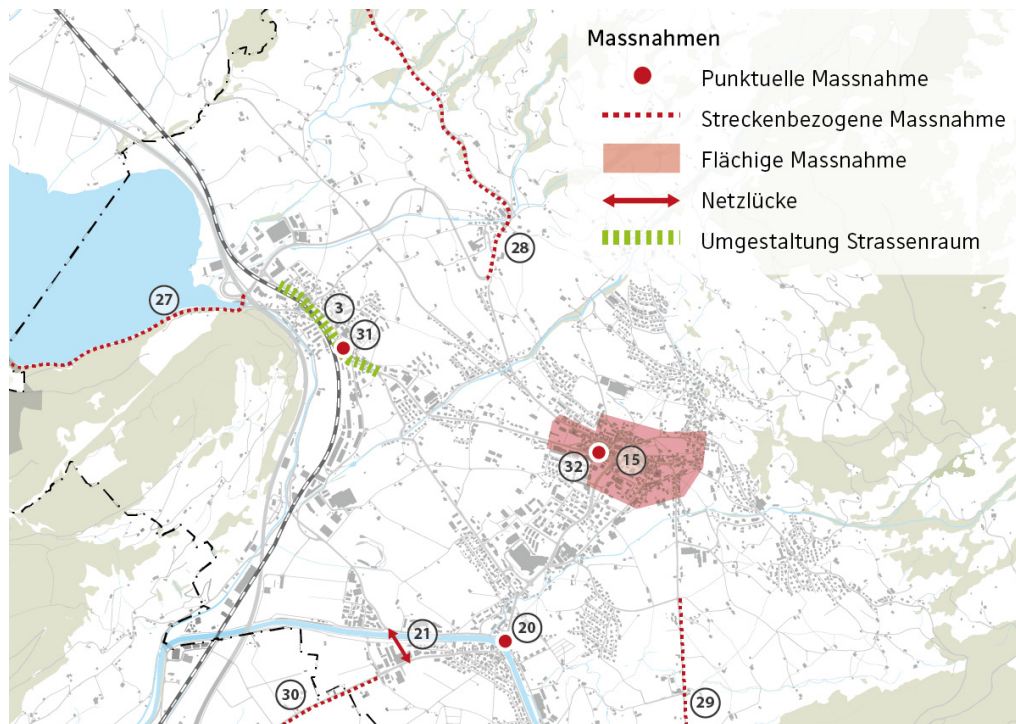 Massnahmen
Punktuelle Massnahme
Streckenbezogene Massnahme
Flächige Massnahme
Netzlücke
Umgestaltung Strassenraum
28
27
3
31
32
15
21
20
30
29